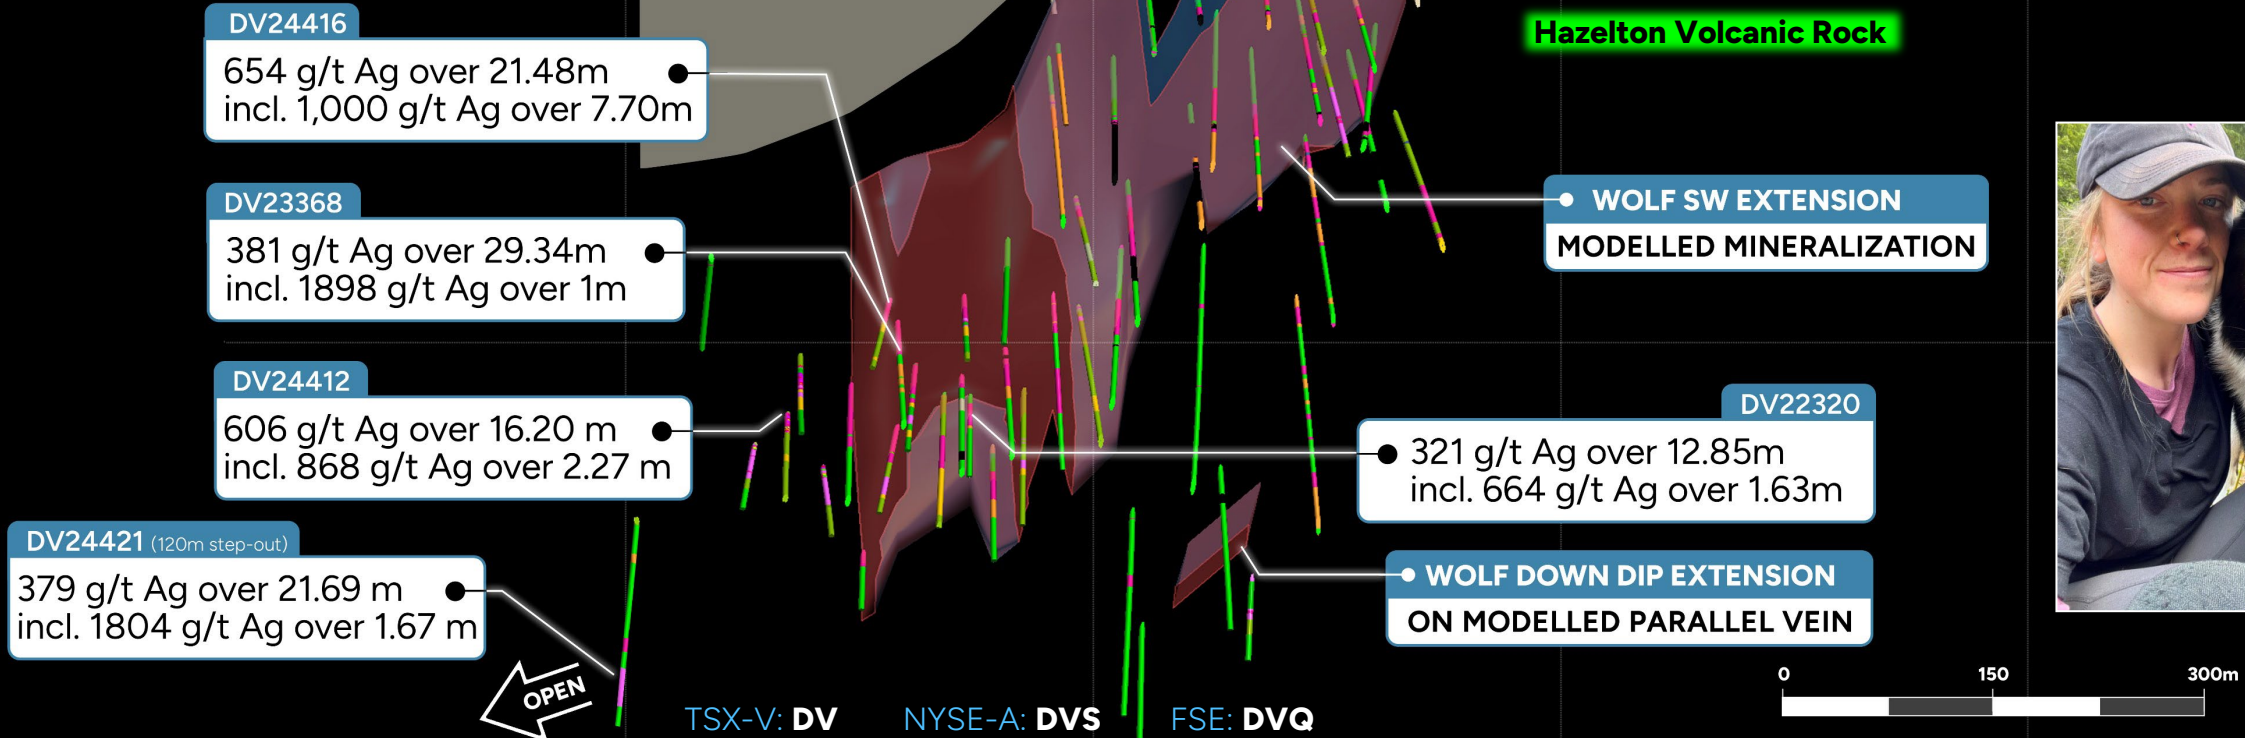 DV24416
654 g/t Ag over 21.48m
incl. 1,000 g/t Ag over 7.70m
Hazelton Volcanic Rock
DV23368
381 g/t Ag over 29.34m
incl. 1898 g/t Ag over 1m
WOLF SW EXTENSION
MODELLED MINERALIZATION
DV24412
606 g/t Ag over 16.20 m
incl. 868 g/t Ag over 2.27 m
DV22320
321 g/t Ag over 12.85m
incl. 664 g/t Ag over 1.63m
DV24421 (120m step-out)
379 g/t Ag over 21.69 m
incl. 1804 g/t Ag over 1.67 m
WOLF DOWN DIP EXTENSION
ON MODELLED PARALLEL VEIN
OPEN
0 150 300m
TSX-V: DV NYSE-A: DVS FSE: DVQ